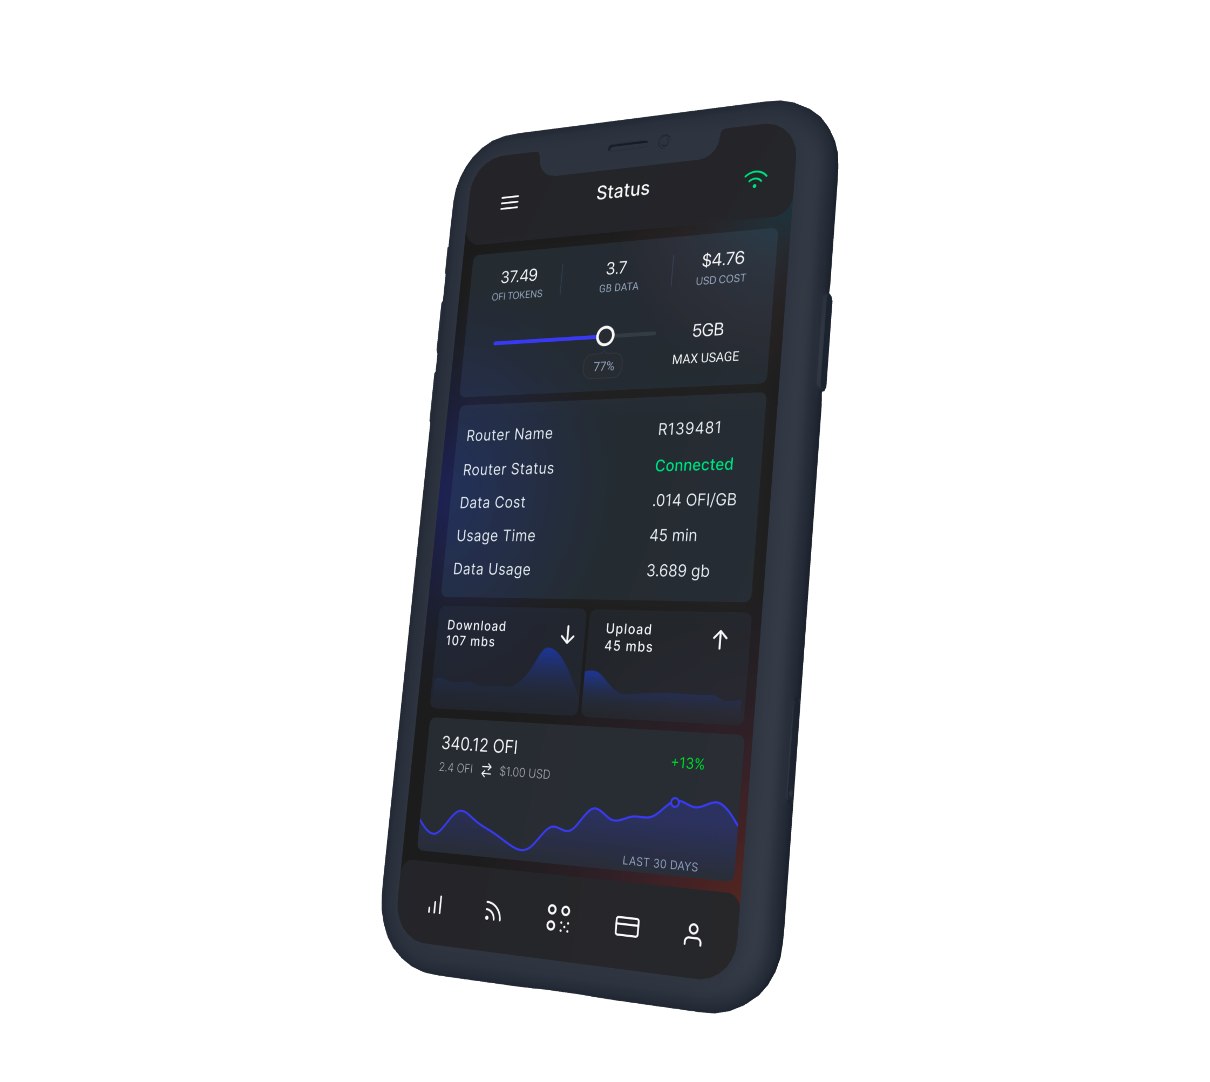 Status
37.49
OFI TOKENS
3.7
GB DATA
$4.76
USD COST
5GB
MAX USAGE
77%
Router Name R139481
Router Status Connected
Data Cost .014 OFI/GB
Usage Time 45 min
Data Usage 3.689 gb
Download
107 mbs
Upload
45 mbs
340.12 OFI
+13%
2.4 OFI $1.00 USD
LAST 30 DAYS